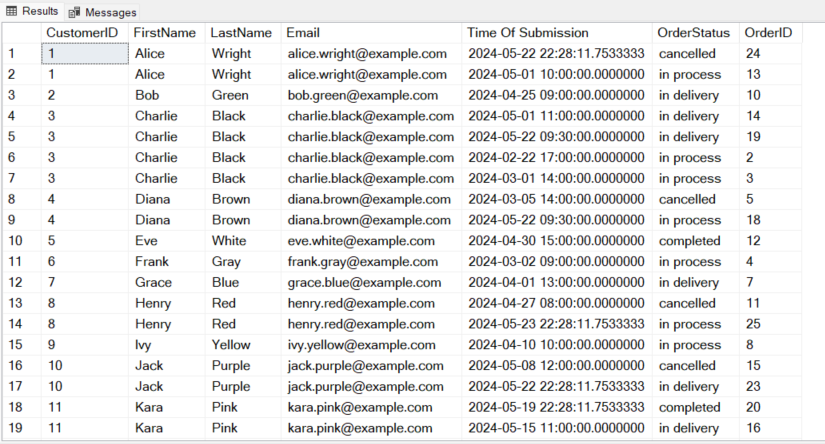 Results Messages
CustomerID FirstName LastName Email Time Of Submission OrderStatus OrderID
1 1 Alice Wright alice.wright@example.com 2024-05-22 22:28:11.7533333 cancelled 24
2 1 Alice Wright alice.wright@example.com 2024-05-01 10:00:00.0000000 in process 13
3 2 Bob Green bob.green@example.com 2024-04-25 09:00:00.0000000 in delivery 10
4 3 Charlie Black charlie.black@example.com 2024-05-01 11:00:00.0000000 in delivery 14
5 3 Charlie Black charlie.black@example.com 2024-05-22 09:30:00.0000000 in delivery 19
6 3 Charlie Black charlie.black@example.com 2024-02-22 17:00:00.0000000 in process 2
7 3 Charlie Black charlie.black@example.com 2024-03-01 14:00:00.0000000 in process 3
8 4 Diana Brown diana.brown@example.com 2024-03-05 14:00:00.0000000 cancelled 5
9 4 Diana Brown diana.brown@example.com 2024-05-22 09:30:00.0000000 in process 18
10 5 Eve White eve.white@example.com 2024-04-30 15:00:00.0000000 completed 12
11 6 Frank Gray frank.gray@example.com 2024-03-02 09:00:00.0000000 in process 4
12 7 Grace Blue grace.blue@example.com 2024-04-01 13:00:00.0000000 in delivery 7
13 8 Henry Red henry.red@example.com 2024-04-27 08:00:00.0000000 cancelled 11
14 8 Henry Red henry.red@example.com 2024-05-23 22:28:11.7533333 in process 25
15 9 Ivy Yellow ivy.yellow@example.com 2024-04-10 10:00:00.0000000 in process 8
16 10 Jack Purple jack.purple@example.com 2024-05-08 12:00:00.0000000 cancelled 15
17 10 Jack Purple jack.purple@example.com 2024-05-22 22:28:11.7533333 in delivery 23
18 11 Kara Pink kara.pink@example.com 2024-05-19 22:28:11.7533333 completed 20
19 11 Kara Pink kara.pink@example.com 2024-05-15 11:00:00.0000000 in delivery 16